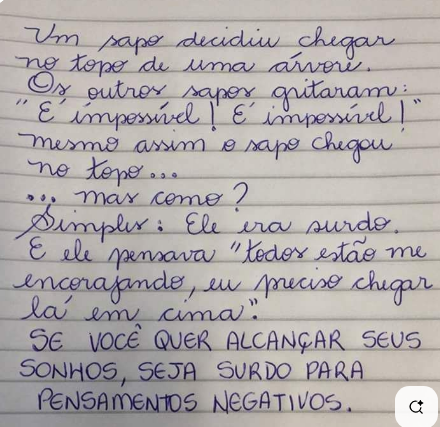 Um sapo decidiu chegar
no topo de uma árvore.
Os outros sapos gritaram:
"É impossível! É impossível!"
mesmo assim o sapo chegou
no topo...
... mas como?
Simples: Ele era surdo.
E ele pensava "todos estão me
encorajando, eu preciso chegar
lá em cima".
SE VOCÊ QUER ALCANÇAR SEUS
SONHOS, SEJA SURDO PARA
PENSAMENTOS NEGATIVOS.